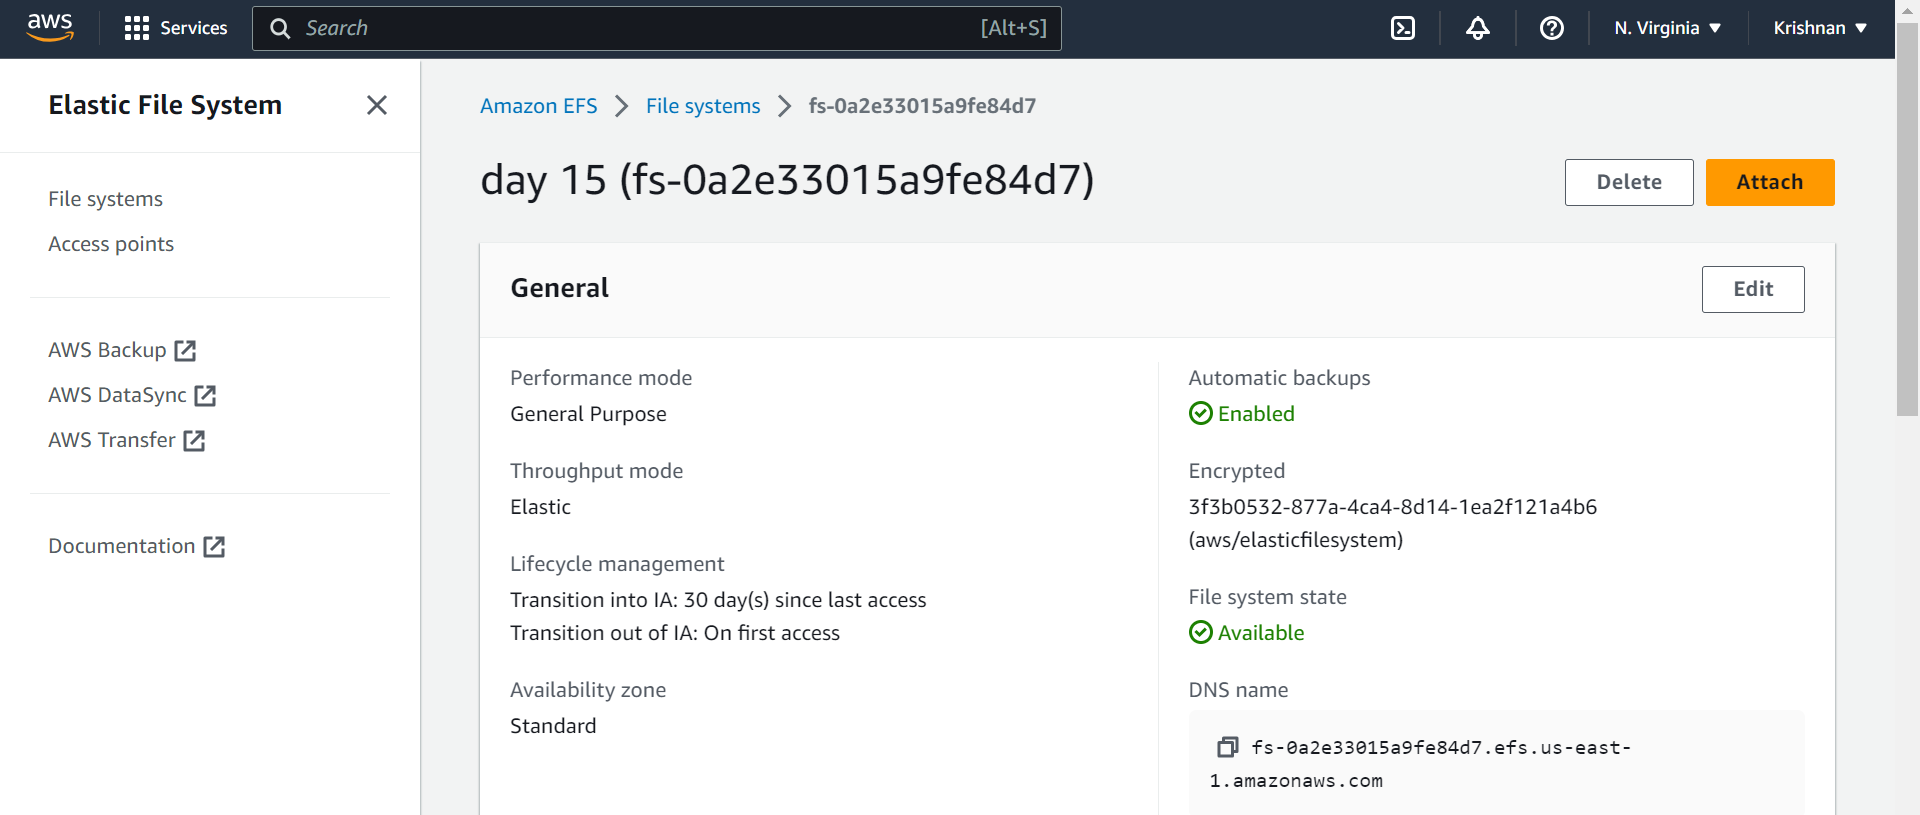 aws
Services
Search
[Alt+S]
N. Virginia
Krishnan
Elastic File System
File systems
Access points
AWS Backup
AWS DataSync
AWS Transfer
Documentation
Amazon EFS
File systems
fs-0a2e33015a9fe84d7
day 15 (fs-0a2e33015a9fe84d7)
Delete
Attach
General
Edit
Performance mode
General Purpose
Throughput mode
Elastic
Lifecycle management
Transition into IA: 30 day(s) since last access
Transition out of IA: On first access
Availability zone
Standard
Automatic backups
Enabled
Encrypted
3f3b0532-877a-4ca4-8d14-1ea2f121a4b6
(aws/elasticfilesystem)
File system state
Available
DNS name
fs-0a2e33015a9fe84d7.efs.us-east-
1.amazonaws.com